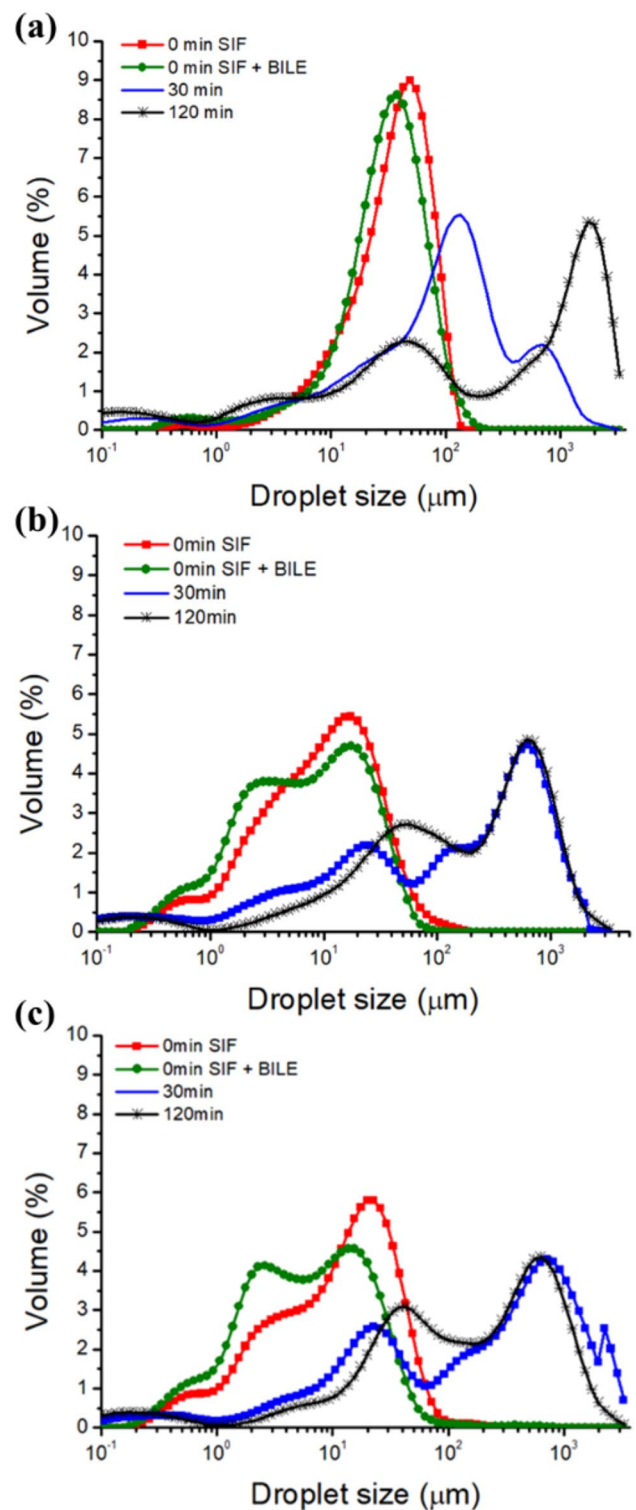 (a)
0 min SIF
0 min SIF + BILE
30 min
120 min
10
9
8
7
6
5
4
3
2
1
0
Volume (%)
10⁻¹ 10⁰ 10¹ 10² 10³
Droplet size (μm)
(b)
0min SIF
0min SIF + BILE
30min
120min
10
9
8
7
6
5
4
3
2
1
0
Volume (%)
10⁻¹ 10⁰ 10¹ 10² 10³
Droplet size (μm)
(c)
0min SIF
0min SIF + BILE
30min
120min
10
9
8
7
6
5
4
3
2
1
0
Volume (%)
10⁻¹ 10⁰ 10¹ 10² 10³
Droplet size (μm)